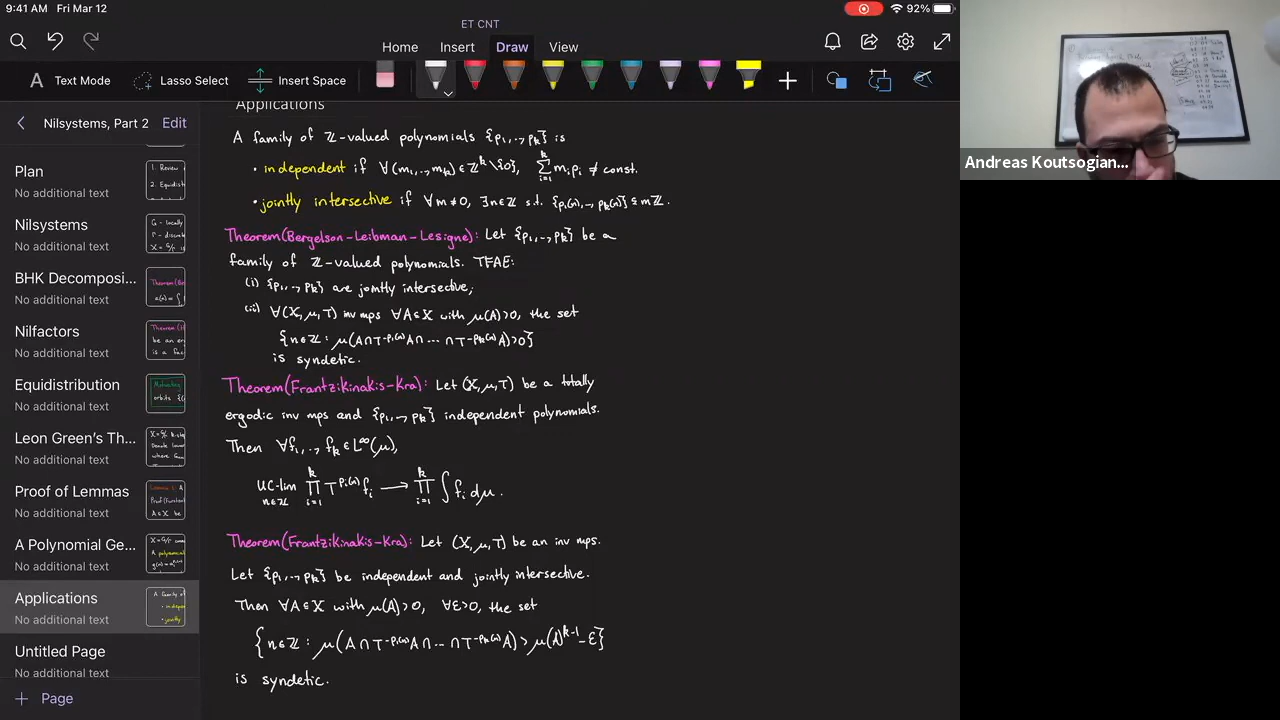 9:41 AM Fri Mar 12
92%
ET CNT
Home Insert Draw View
Text Mode Lasso Select Insert Space
Nilsystems, Part 2 Edit
Plan
No additional text
Nilsystems
No additional text
BHK Decomposi...
No additional text
Nilfactors
No additional text
Equidistribution
No additional text
Leon Green's Th...
No additional text
Proof of Lemmas
No additional text
A Polynomial Ge...
No additional text
Applications
No additional text
Untitled Page
No additional text
+ Page
Applications
A family of ℤ-valued polynomials {p₁,..,pₖ} is
• independent if ∀(m₁,..,mₖ)∈ℤᵏ\{0}, ∑ᵢ₌₁ᵏ mᵢpᵢ ≠ const.
• jointly intersective if ∀m≠0, ∃n∈ℤ s.t. {p₁(n),..,pₖ(n)}⊆mℤ.
Theorem(Bergelson-Leibman-Lesigne): Let {p₁,..,pₖ} be a
family of ℤ-valued polynomials. TFAE:
(i) {p₁,..,pₖ} are jointly intersective;
(ii) ∀(X,μ,T) inv mps ∀A⊆X with μ(A)>0, the set
{n∈ℤ: μ(A∩T^{-p₁(n)}A∩...∩T^{-pₖ(n)}A)>0}
is syndetic.
Theorem(Frantzikinakis-Kra): Let (X,μ,T) be a totally
ergodic inv mps and {p₁,..,pₖ} independent polynomials.
Then ∀f₁,..,fₖ∈L^∞(μ),
UC-lim_{n∈ℤ} ∏ᵢ₌₁ᵏ T^{pᵢ(n)}fᵢ → ∏ᵢ₌₁ᵏ ∫fᵢ dμ.
Theorem(Frantzikinakis-Kra): Let (X,μ,T) be an inv mps.
Let {p₁,..,pₖ} be independent and jointly intersective.
Then ∀A⊆X with μ(A)>0, ∀ε>0, the set
{n∈ℤ: μ(A∩T^{-p₁(n)}A∩...∩T^{-pₖ(n)}A)>μ(A)^{k-1}-ε}
is syndetic.
Andreas Koutsogian...